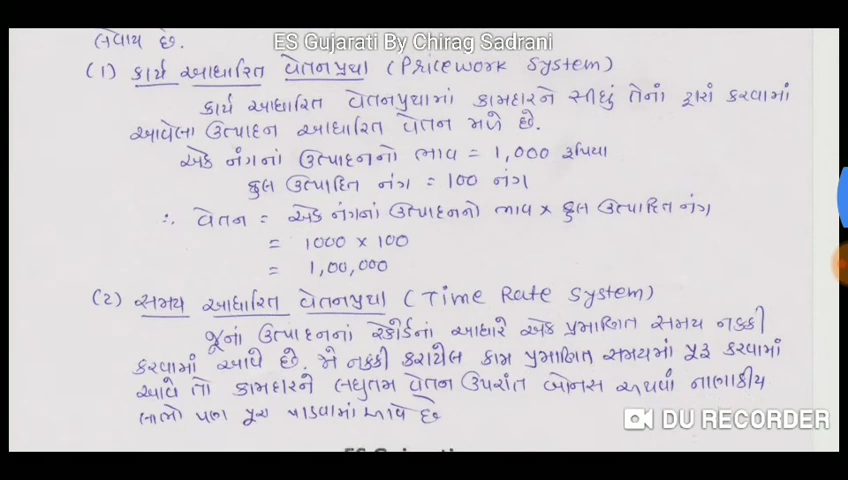 લેવાય છે.
ES Gujarati By Chirag Sadrani
(1) કાર્ય આધારિત વેતનપ્રથા (Pricework System)
કાર્ય આધારિત વેતનપ્રથામાં કામદારને સીધું તેનાં દ્વારાં કરવામાં
આવેલા ઉત્પાદન આધારિત વેતન મળે છે.
એક નંગનાં ઉત્પાદનનો ભાવ = 1,000 રૂપિયા
કુલ ઉત્પાદિત નંગ = 100 નંગ
∴ વેતન = એક નંગનાં ઉત્પાદનનો ભાવ × કુલ ઉત્પાદિત નંગ
= 1000 × 100
= 1,00,000
(2) સમય આધારિત વેતનપ્રથા (Time Rate System)
જૂનાં ઉત્પાદનનાં રેકોર્ડનાં આધારે એક પ્રમાણિત સમય નક્કી
કરવામાં આવે છે. જે નક્કી કરાયેલ કામ પ્રમાણિત સમયમાં પૂરૂ કરવામાં
આવે તો કામદારને લઘુતમ વેતન ઉપરાંત બોનસ અથવાં નાણાકીય
લાભો પણ પૂરા પાડવામાં આવે છે
DU RECORDER